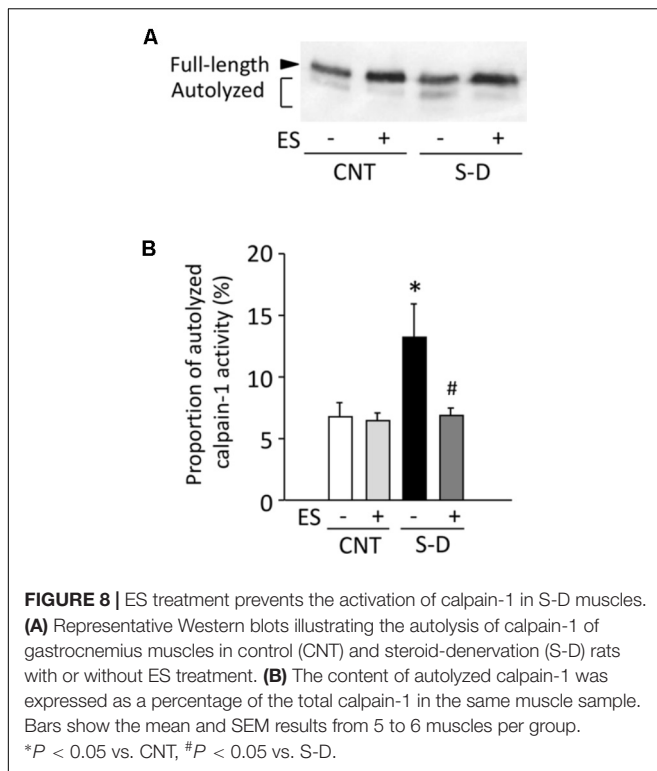 A
Full-length
Autolyzed
ES - + - +
CNT S-D
B
Proportion of autolyzed
calpain-1 activity (%)
20
15
10
5
0
*
#
ES - + - +
CNT S-D
FIGURE 8 | ES treatment prevents the activation of calpain-1 in S-D muscles.
(A) Representative Western blots illustrating the autolysis of calpain-1 of
gastrocnemius muscles in control (CNT) and steroid-denervation (S-D) rats
with or without ES treatment. (B) The content of autolyzed calpain-1 was
expressed as a percentage of the total calpain-1 in the same muscle sample.
Bars show the mean and SEM results from 5 to 6 muscles per group.
*P < 0.05 vs. CNT, #P < 0.05 vs. S-D.